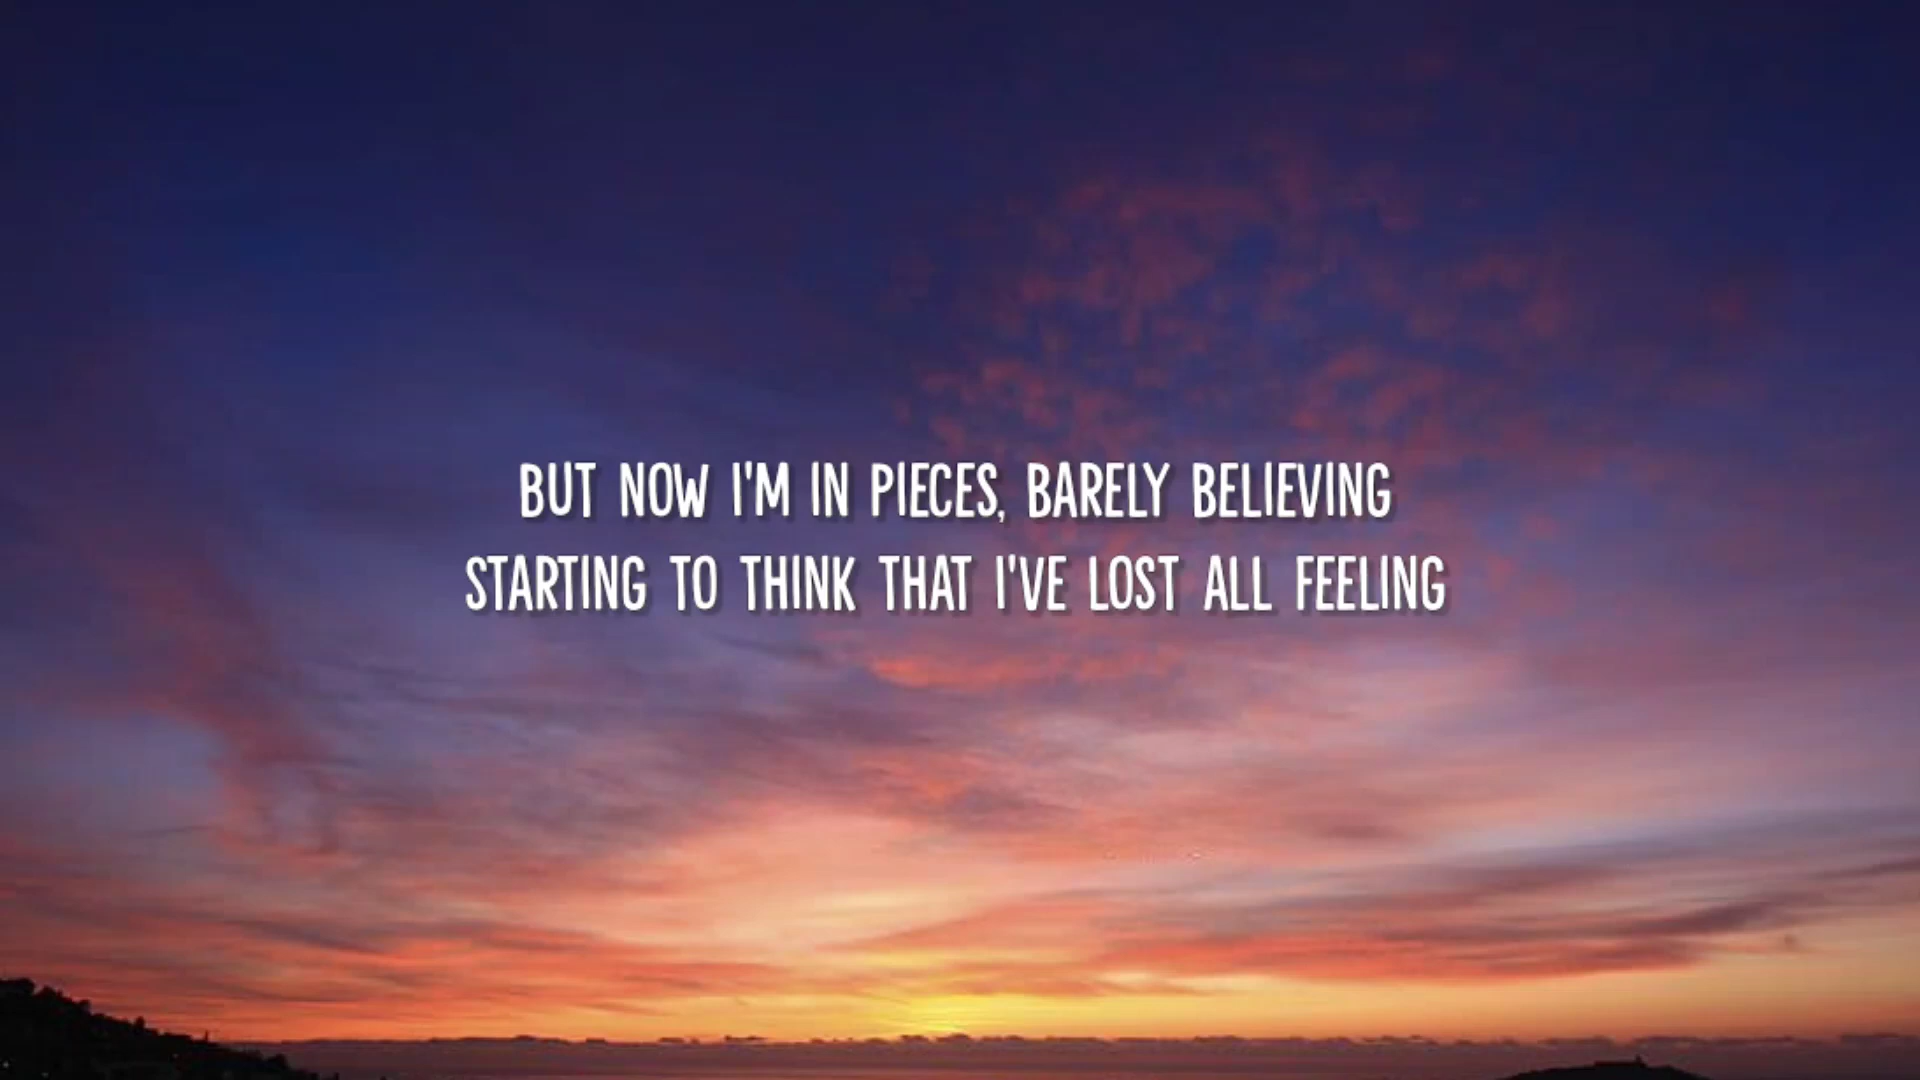 BUT NOW I'M IN PIECES, BARELY BELIEVING
STARTING TO THINK THAT I'VE LOST ALL FEELING